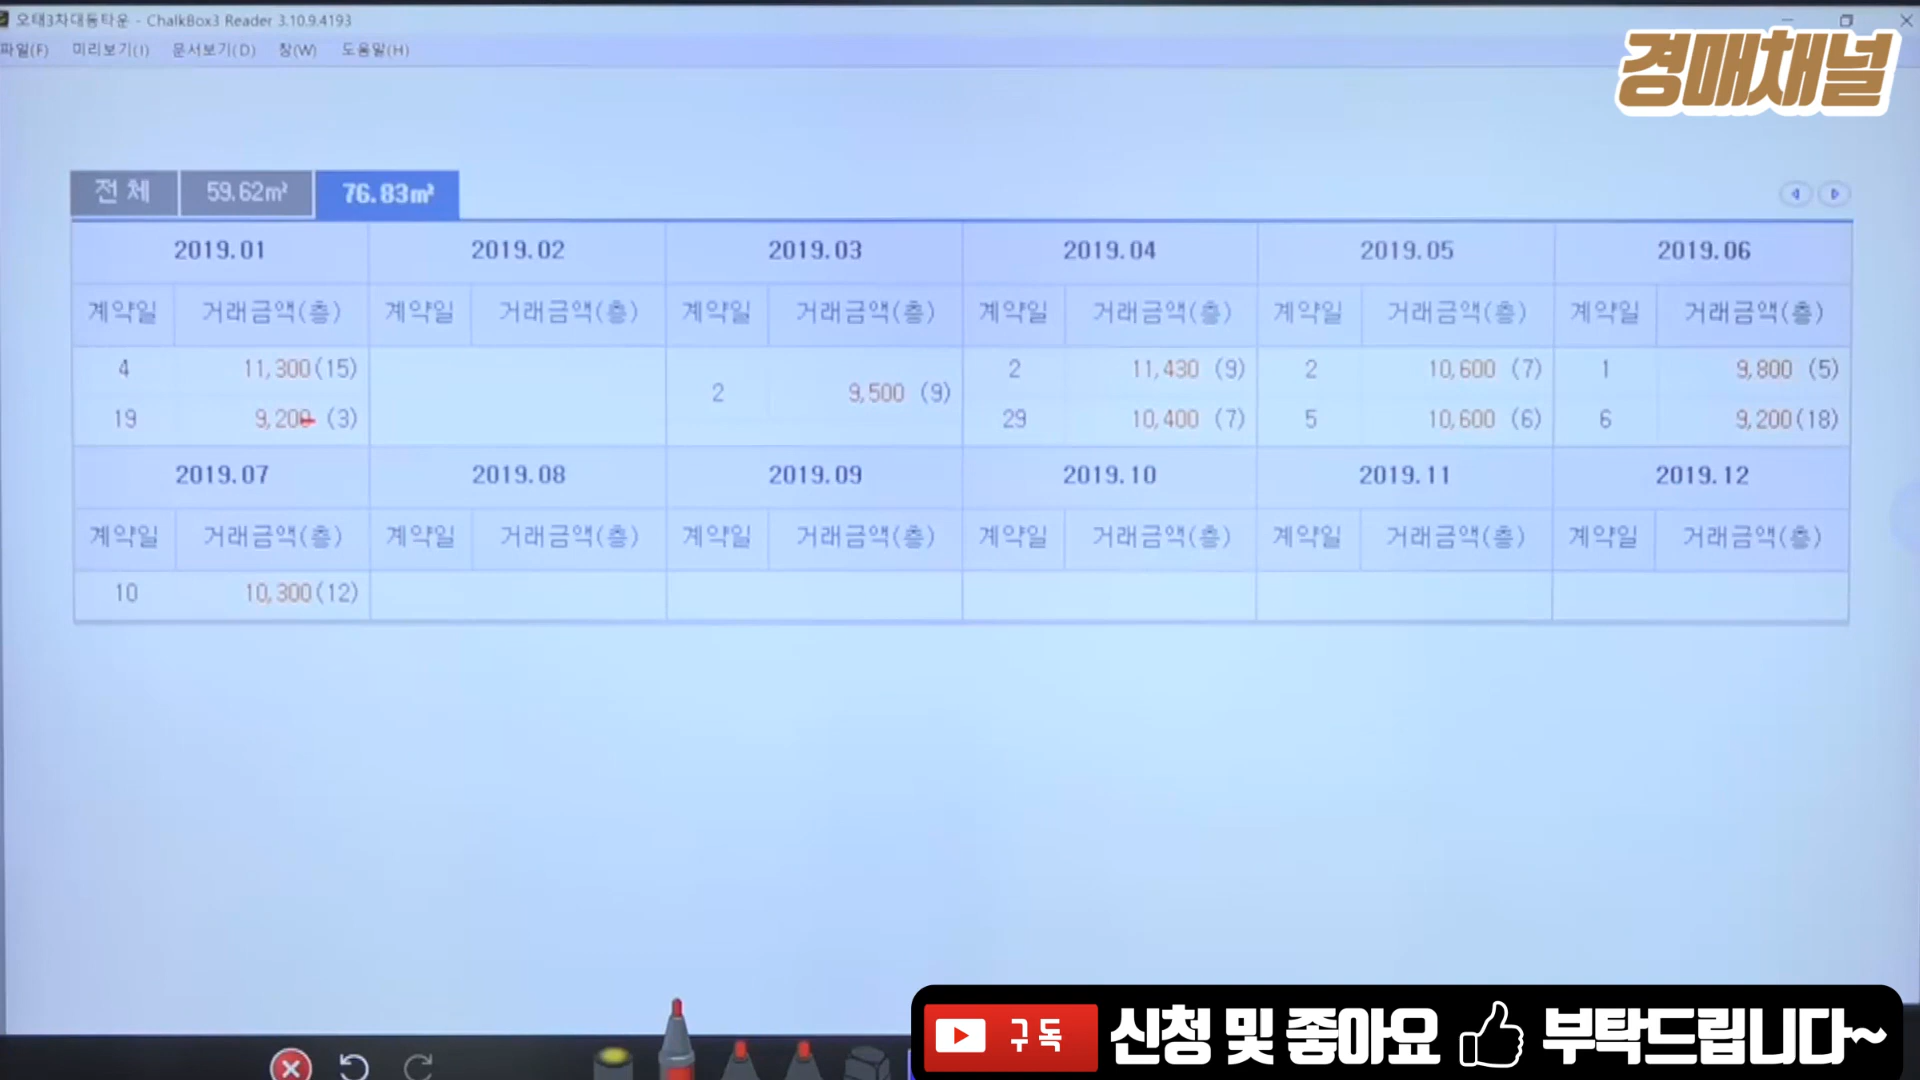 오태3차대동타운 - ChalkBox3 Reader 3.10.9.4193
파일(F) 미리보기(I) 문서보기(D) 창(W) 도움말(H)
경매채널
전 체 59.62㎡ 76.83㎡
2019.01 2019.02 2019.03 2019.04 2019.05 2019.06
계약일 거래금액(층) 계약일 거래금액(층) 계약일 거래금액(층) 계약일 거래금액(층) 계약일 거래금액(층) 계약일 거래금액(층)
4 11,300(15) 2 9,500 (9) 2 11,430 (9) 2 10,600 (7) 1 9,800 (5)
19 9,200 (3) 29 10,400 (7) 5 10,600 (6) 6 9,200(18)
2019.07 2019.08 2019.09 2019.10 2019.11 2019.12
계약일 거래금액(층) 계약일 거래금액(층) 계약일 거래금액(층) 계약일 거래금액(층) 계약일 거래금액(층) 계약일 거래금액(층)
10 10,300(12)
구독 신청 및 좋아요 부탁드립니다~